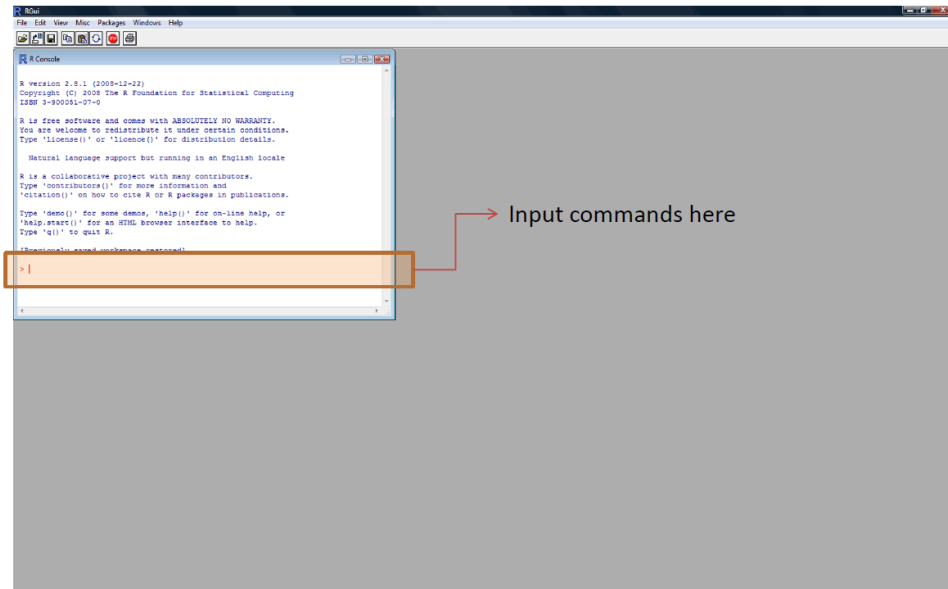 RGui
File Edit View Misc Packages Windows Help
R Console
R version 2.8.1 (2008-12-22)
Copyright (C) 2008 The R Foundation for Statistical Computing
ISBN 3-900051-07-0
R is free software and comes with ABSOLUTELY NO WARRANTY.
You are welcome to redistribute it under certain conditions.
Type 'license()' or 'licence()' for distribution details.
Natural language support but running in an English locale
R is a collaborative project with many contributors.
Type 'contributors()' for more information and
'citation()' on how to cite R or R packages in publications.
Type 'demo()' for some demos, 'help()' for on-line help, or
'help.start()' for an HTML browser interface to help.
Type 'q()' to quit R.
[Previously saved workspace restored]
>
Input commands here